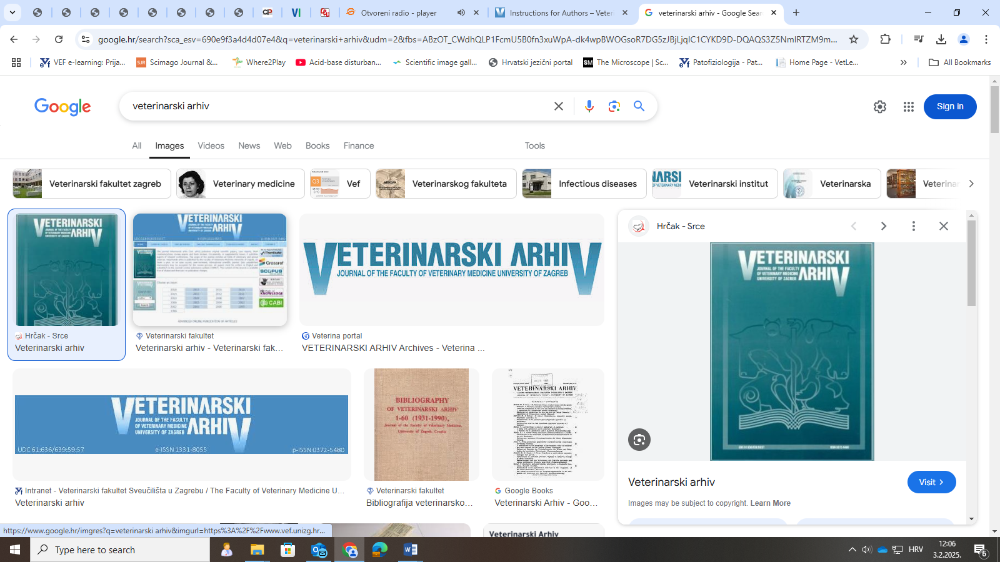 Otvoreni radio - player
Instructions for Authors – Veteri
veterinarski arhiv - Google Sear
google.hr/search?sca_esv=690e9f3a4d4d07e4&q=veterinarski+arhiv&udm=2&fbs=
VEF e-learning: Prija...
Scimago Journal &...
Where2Play
Acid-base disturban...
Scientific image gall...
Hrvatski jezični portal
The Microscope | Sc...
Patofiziologija - Pat...
Home Page - VetLe...
All Bookmarks
Google
veterinarski arhiv
Sign in
All
Images
Videos
News
Web
Books
Finance
Tools
Veterinarski fakultet zagreb
Veterinary medicine
Vef
Veterinarskog fakulteta
Infectious diseases
Veterinarski institut
Veterinarska
Veterinar
VETERINARSKI
JOURNAL OF THE FACULTY
OF VETERINARY MEDICINE
UNIVERSITY OF ZAGREB
ARHIV
Hrčak - Srce
Veterinarski arhiv
VETERINARSKI
ARHIV
Crossref
SCOPUS
KNOWLEDGE
CABI
Veterinarski fakultet
Veterinarski arhiv - Veterinarski fak...
VETERINARSKI ARHIV
JOURNAL OF THE FACULTY OF VETERINARY MEDICINE UNIVERSITY OF ZAGREB
Veterina portal
VETERINARSKI ARHIV Archives - Veterina ...
VETERINARSKI
JOURNAL OF THE FACULTY
OF VETERINARY MEDICINE
UNIVERSITY OF ZAGREB
ARHIV
UDC 61:636/639:59:57
e-ISSN 1331-8055
p-ISSN 0372-5480
Intranet - Veterinarski fakultet Sveučilišta u Zagrebu / The Faculty of Veterinary Medicine U...
Veterinarski arhiv
BIBLIOGRAPHY
OF VETERINARSKI ARHIV
1-60 (1931-1990),
Journal of the Faculty of Veterinary Medicine,
University of Zagreb, Croatia
Veterinarski fakultet
Bibliografija veterinarsko...
VETERINARSKI ARHIV
Google Books
Veterinarski Arhiv - Goo...
Veterinarski Arhiv
Hrčak - Srce
VETERINARSKI
JOURNAL OF THE FACULTY
OF VETERINARY MEDICINE
UNIVERSITY OF ZAGREB
ARHIV
Veterinarski arhiv
Visit
Images may be subject to copyright. Learn More
https://www.google.hr/imgres?q=veterinarski arhiv&imgurl=https%3A%2F%2Fwww.vef.unizg.hr...
Type here to search
HRV
12:06
3.2.2025.
6